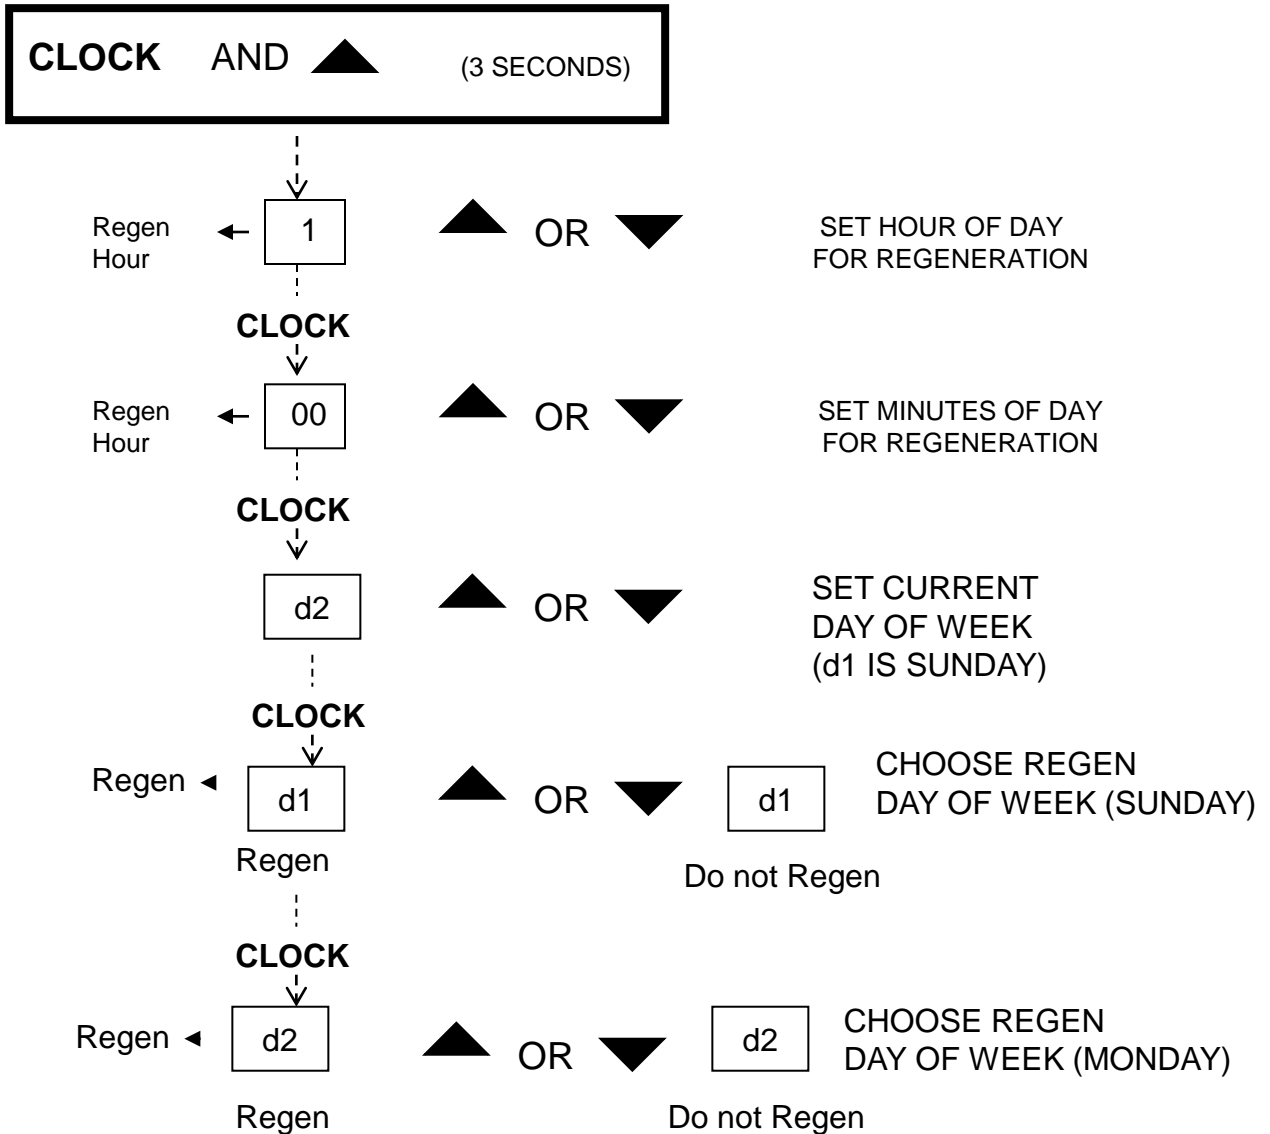 CLOCK AND ▲ (3 SECONDS)
Regen
Hour
1
▲ OR ▼
SET HOUR OF DAY
FOR REGENERATION
CLOCK
Regen
Hour
00
▲ OR ▼
SET MINUTES OF DAY
FOR REGENERATION
CLOCK
d2
▲ OR ▼
SET CURRENT
DAY OF WEEK
(d1 IS SUNDAY)
CLOCK
Regen
d1
Regen
▲ OR ▼
d1
Do not Regen
CHOOSE REGEN
DAY OF WEEK (SUNDAY)
CLOCK
Regen
d2
Regen
▲ OR ▼
d2
Do not Regen
CHOOSE REGEN
DAY OF WEEK (MONDAY)